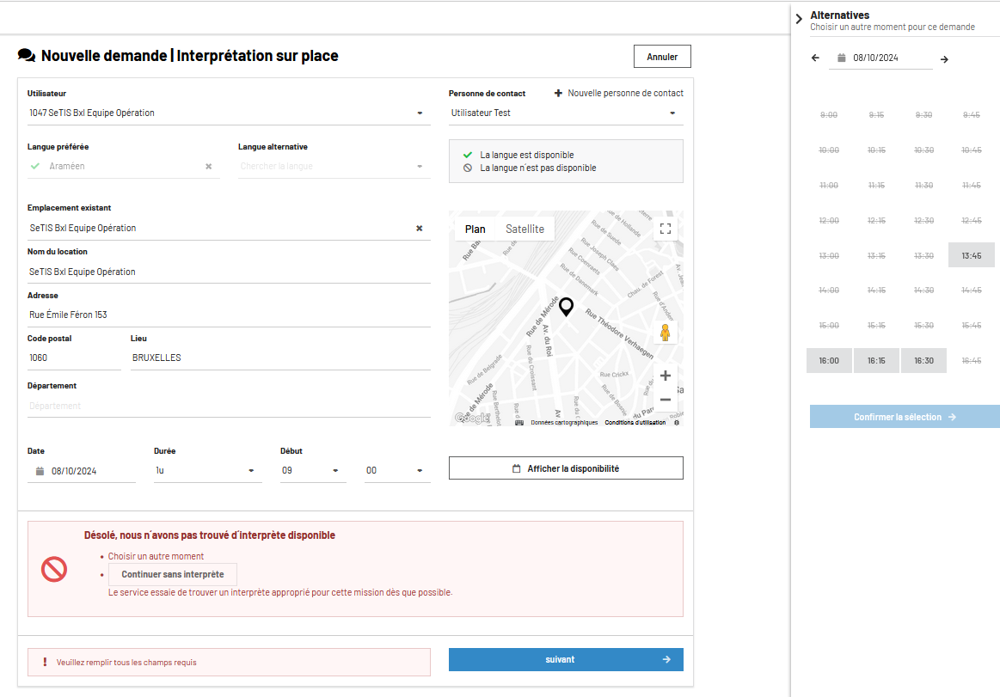 Alternatives
Choisir un autre moment pour ce demande
08/10/2024
9:00 9:15 9:30 9:45
10:00 10:15 10:30 10:45
11:00 11:15 11:30 11:45
12:00 12:15 12:30 12:45
13:00 13:15 13:30 13:45
14:00 14:15 14:30 14:45
15:00 15:15 15:30 15:45
16:00 16:15 16:30 16:45
Confirmer la sélection
Nouvelle demande | Interprétation sur place
Annuler
Utilisateur
1047 SeTIS Bxl Equipe Opération
Personne de contact
Nouvelle personne de contact
Utilisateur Test
Langue préférée
Araméen
Langue alternative
Chercher la langue
La langue est disponible
La langue n´est pas disponible
Emplacement existant
SeTIS Bxl Equipe Opération
Nom du location
SeTIS Bxl Equipe Opération
Adresse
Rue Émile Féron 153
Code postal
1060
Lieu
BRUXELLES
Département
Département
Plan
Satellite
Rue de Hollande
Rue de Suède
Rue Joseph Claes
Rue Coenraets
Rue de Danemark
Chau. de Forest
Rue de Mérode
Av. du Roi
Rue Théodore Verhaegen
Rue du Croissant
Rue de Belgrade
Rue Crickx
Rue de Bosnie
Rue de Mérode
Rue Berthelot
Google
Données cartographiques
Conditions d'utilisation
Date
08/10/2024
Durée
1u
Début
09
00
Afficher la disponibilité
Désolé, nous n´avons pas trouvé d´interprète disponible
Choisir un autre moment
Continuer sans interprète
Le service essaie de trouver un interprète approprié pour cette mission dès que possible.
Veuillez remplir tous les champs requis
suivant